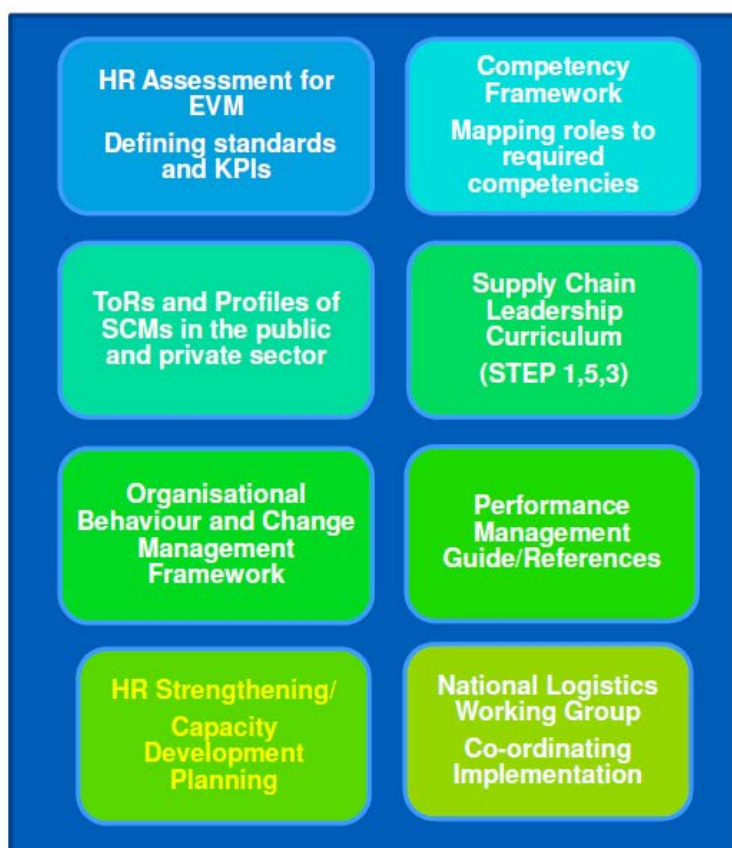 HR Assessment for
EVM
Defining standards
and KPIs
Competency
Framework
Mapping roles to
required
competencies
ToRs and Profiles of
SCMs in the public
and private sector
Supply Chain
Leadership
Curriculum
(STEP 1,5,3)
Organisational
Behaviour and Change
Management
Framework
Performance
Management
Guide/References
HR Strengthening/
Capacity
Development
Planning
National Logistics
Working Group
Co-ordinating
Implementation